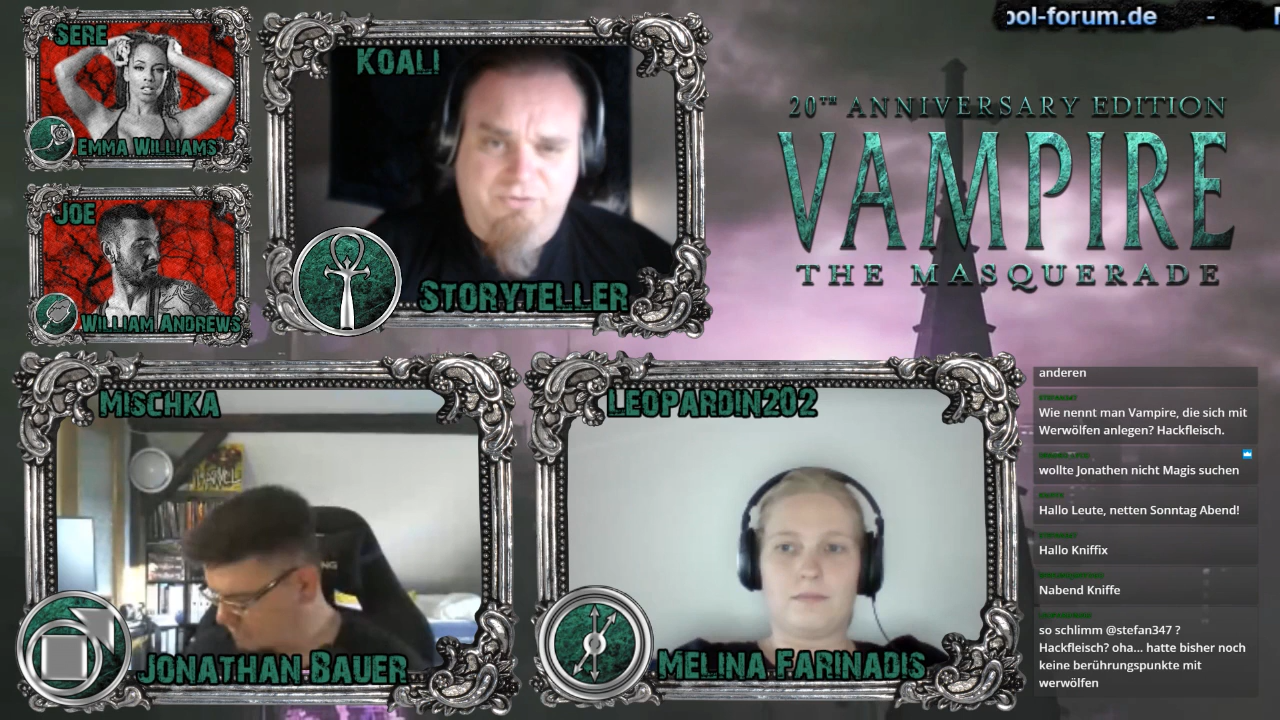 ool-forum.de -
SERE
EMMA WILLIAMS
KOALI
STORYTELLER
20TH ANNIVERSARY EDITION
VAMPIRE
THE MASQUERADE
JOE
WILLIAM ANDREWS
MISCHKA
JONATHAN BAUER
LEOPARDIN202
MELINA FARINADIS
anderen
Wie nennt man Vampire, die sich mit
Werwölfen anlegen? Hackfleisch.
wollte Jonathen nicht Magis suchen
Hallo Leute, netten Sonntag Abend!
Hallo Kniffix
Nabend Kniffe
so schlimm @stefan347 ?
Hackfleisch? oha... hatte bisher noch
keine berührungspunkte mit
werwölfen